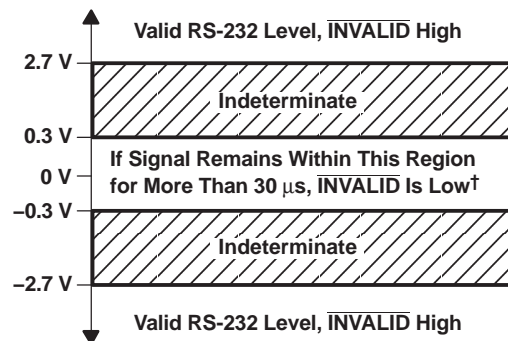 Valid RS-232 Level, INVALID High
2.7 V
Indeterminate
0.3 V
If Signal Remains Within This Region
0 V
for More Than 30 μs, INVALID Is Low†
−0.3 V
Indeterminate
−2.7 V
Valid RS-232 Level, INVALID High